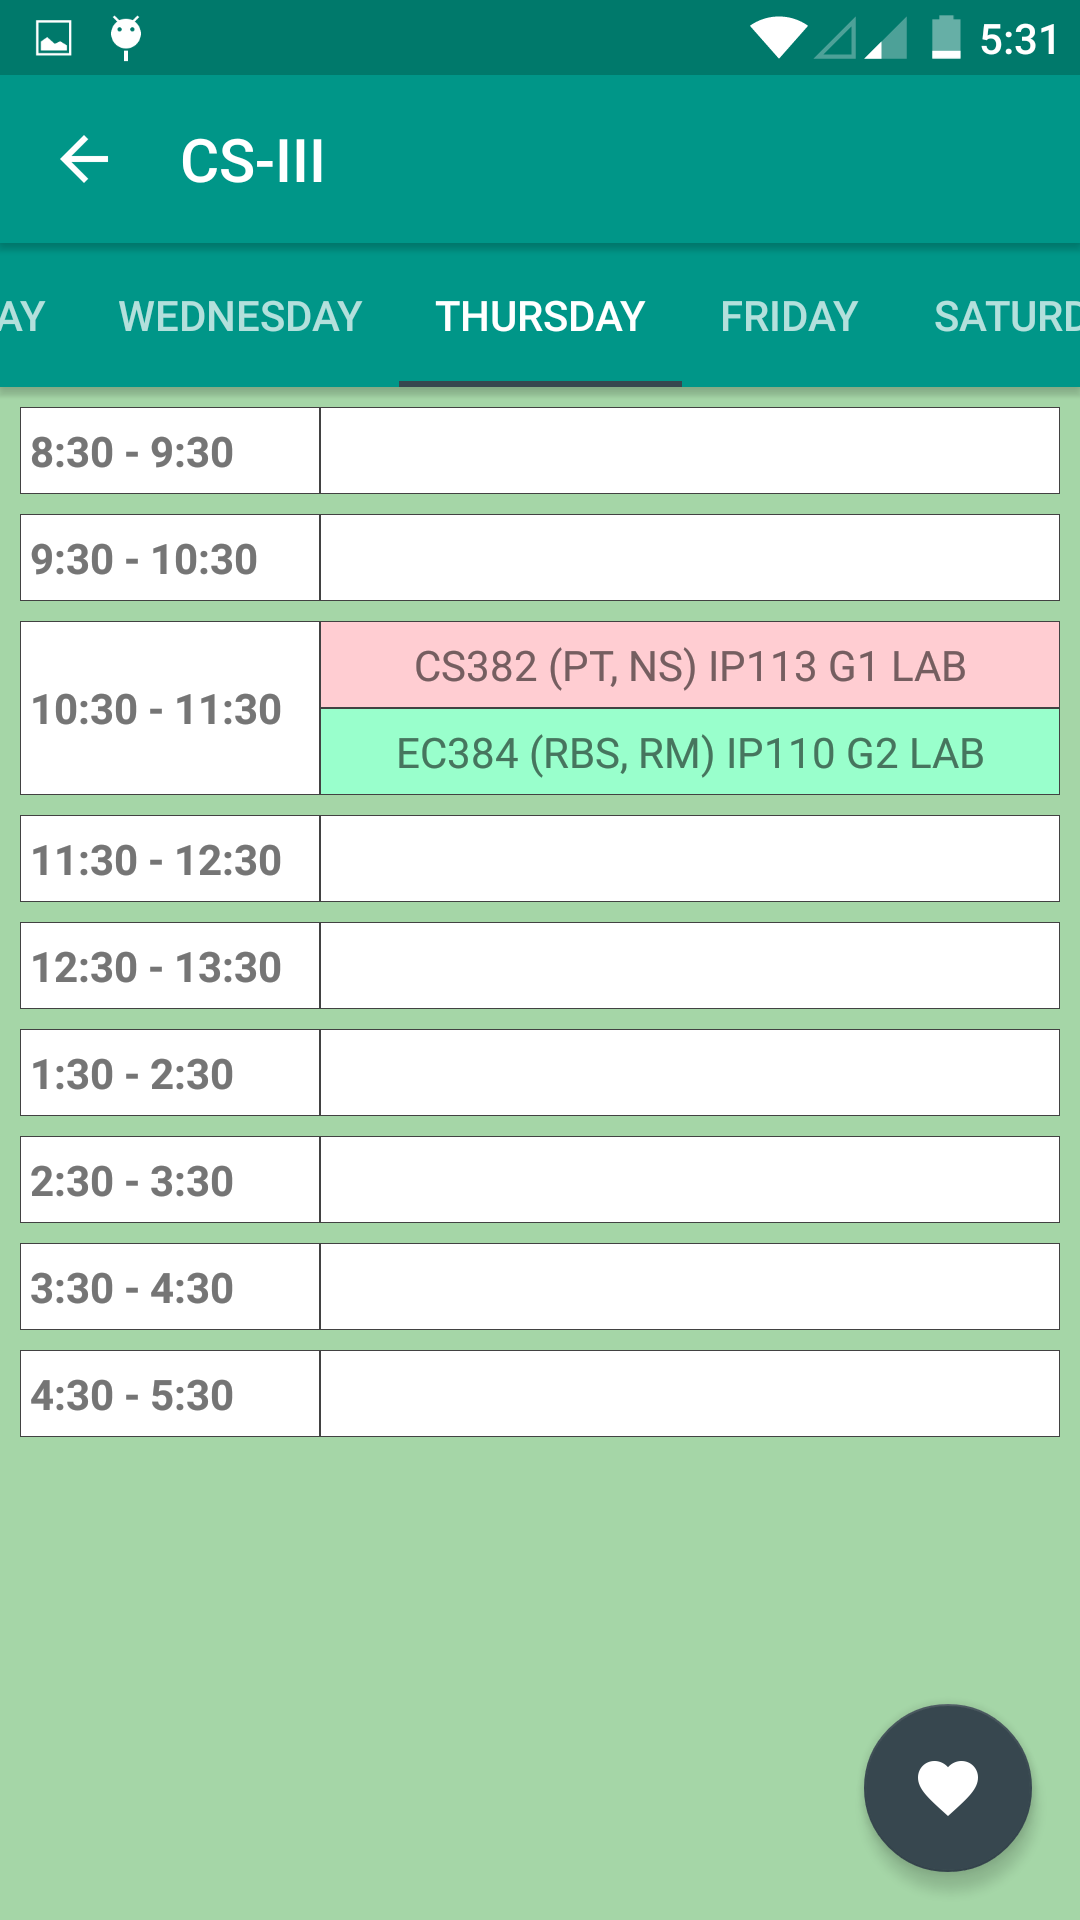 5:31
CS-III
AY WEDNESDAY THURSDAY FRIDAY SATURD
8:30 - 9:30
9:30 - 10:30
10:30 - 11:30
CS382 (PT, NS) IP113 G1 LAB
EC384 (RBS, RM) IP110 G2 LAB
11:30 - 12:30
12:30 - 13:30
1:30 - 2:30
2:30 - 3:30
3:30 - 4:30
4:30 - 5:30